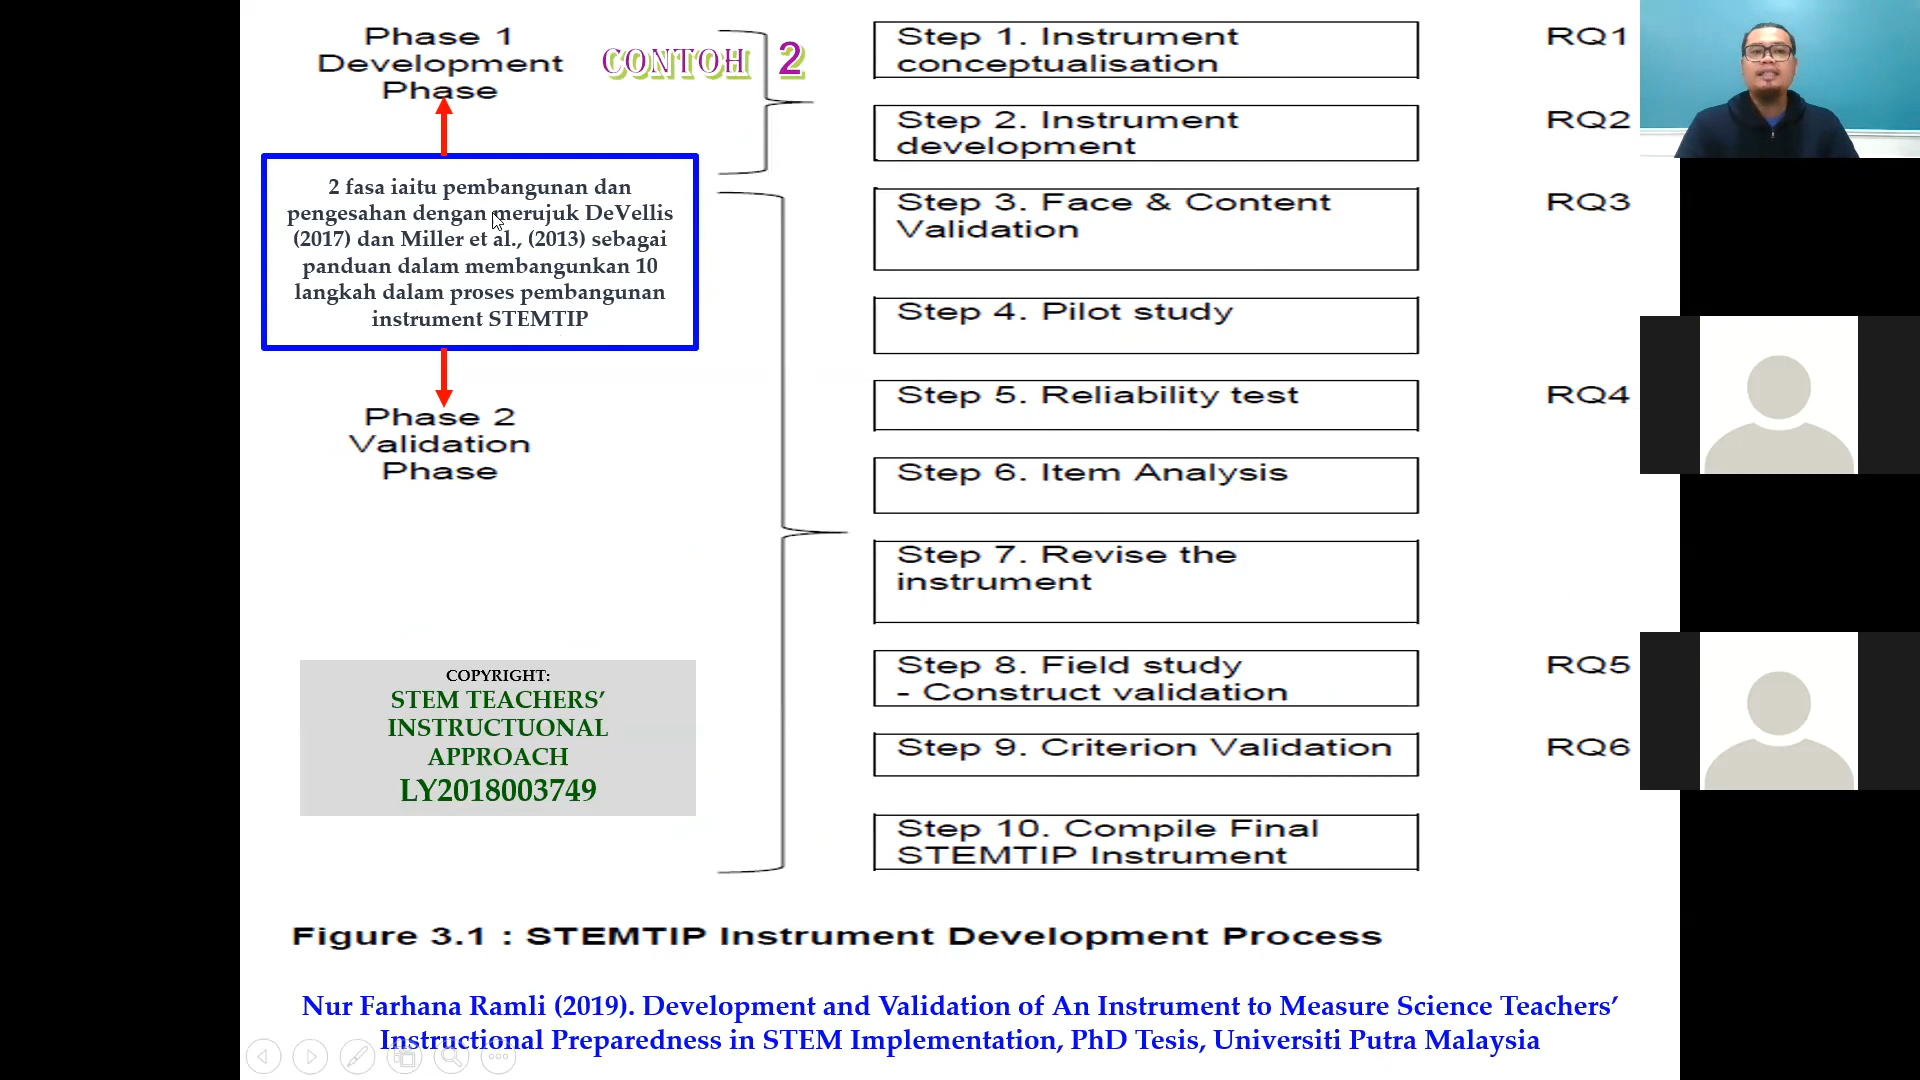 Phase 1
Development
Phase
CONTOH 2
2 fasa iaitu pembangunan dan
pengesahan dengan merujuk DeVellis
(2017) dan Miller et al., (2013) sebagai
panduan dalam membangunkan 10
langkah dalam proses pembangunan
instrument STEMTIP
Phase 2
Validation
Phase
COPYRIGHT:
STEM TEACHERS’
INSTRUCTUONAL
APPROACH
LY2018003749
Step 1. Instrument
conceptualisation
RQ1
Step 2. Instrument
development
RQ2
Step 3. Face & Content
Validation
RQ3
Step 4. Pilot study
Step 5. Reliability test
RQ4
Step 6. Item Analysis
Step 7. Revise the
instrument
Step 8. Field study
- Construct validation
RQ5
Step 9. Criterion Validation
RQ6
Step 10. Compile Final
STEMTIP Instrument
Figure 3.1 : STEMTIP Instrument Development Process
Nur Farhana Ramli (2019). Development and Validation of An Instrument to Measure Science Teachers’
Instructional Preparedness in STEM Implementation, PhD Tesis, Universiti Putra Malaysia